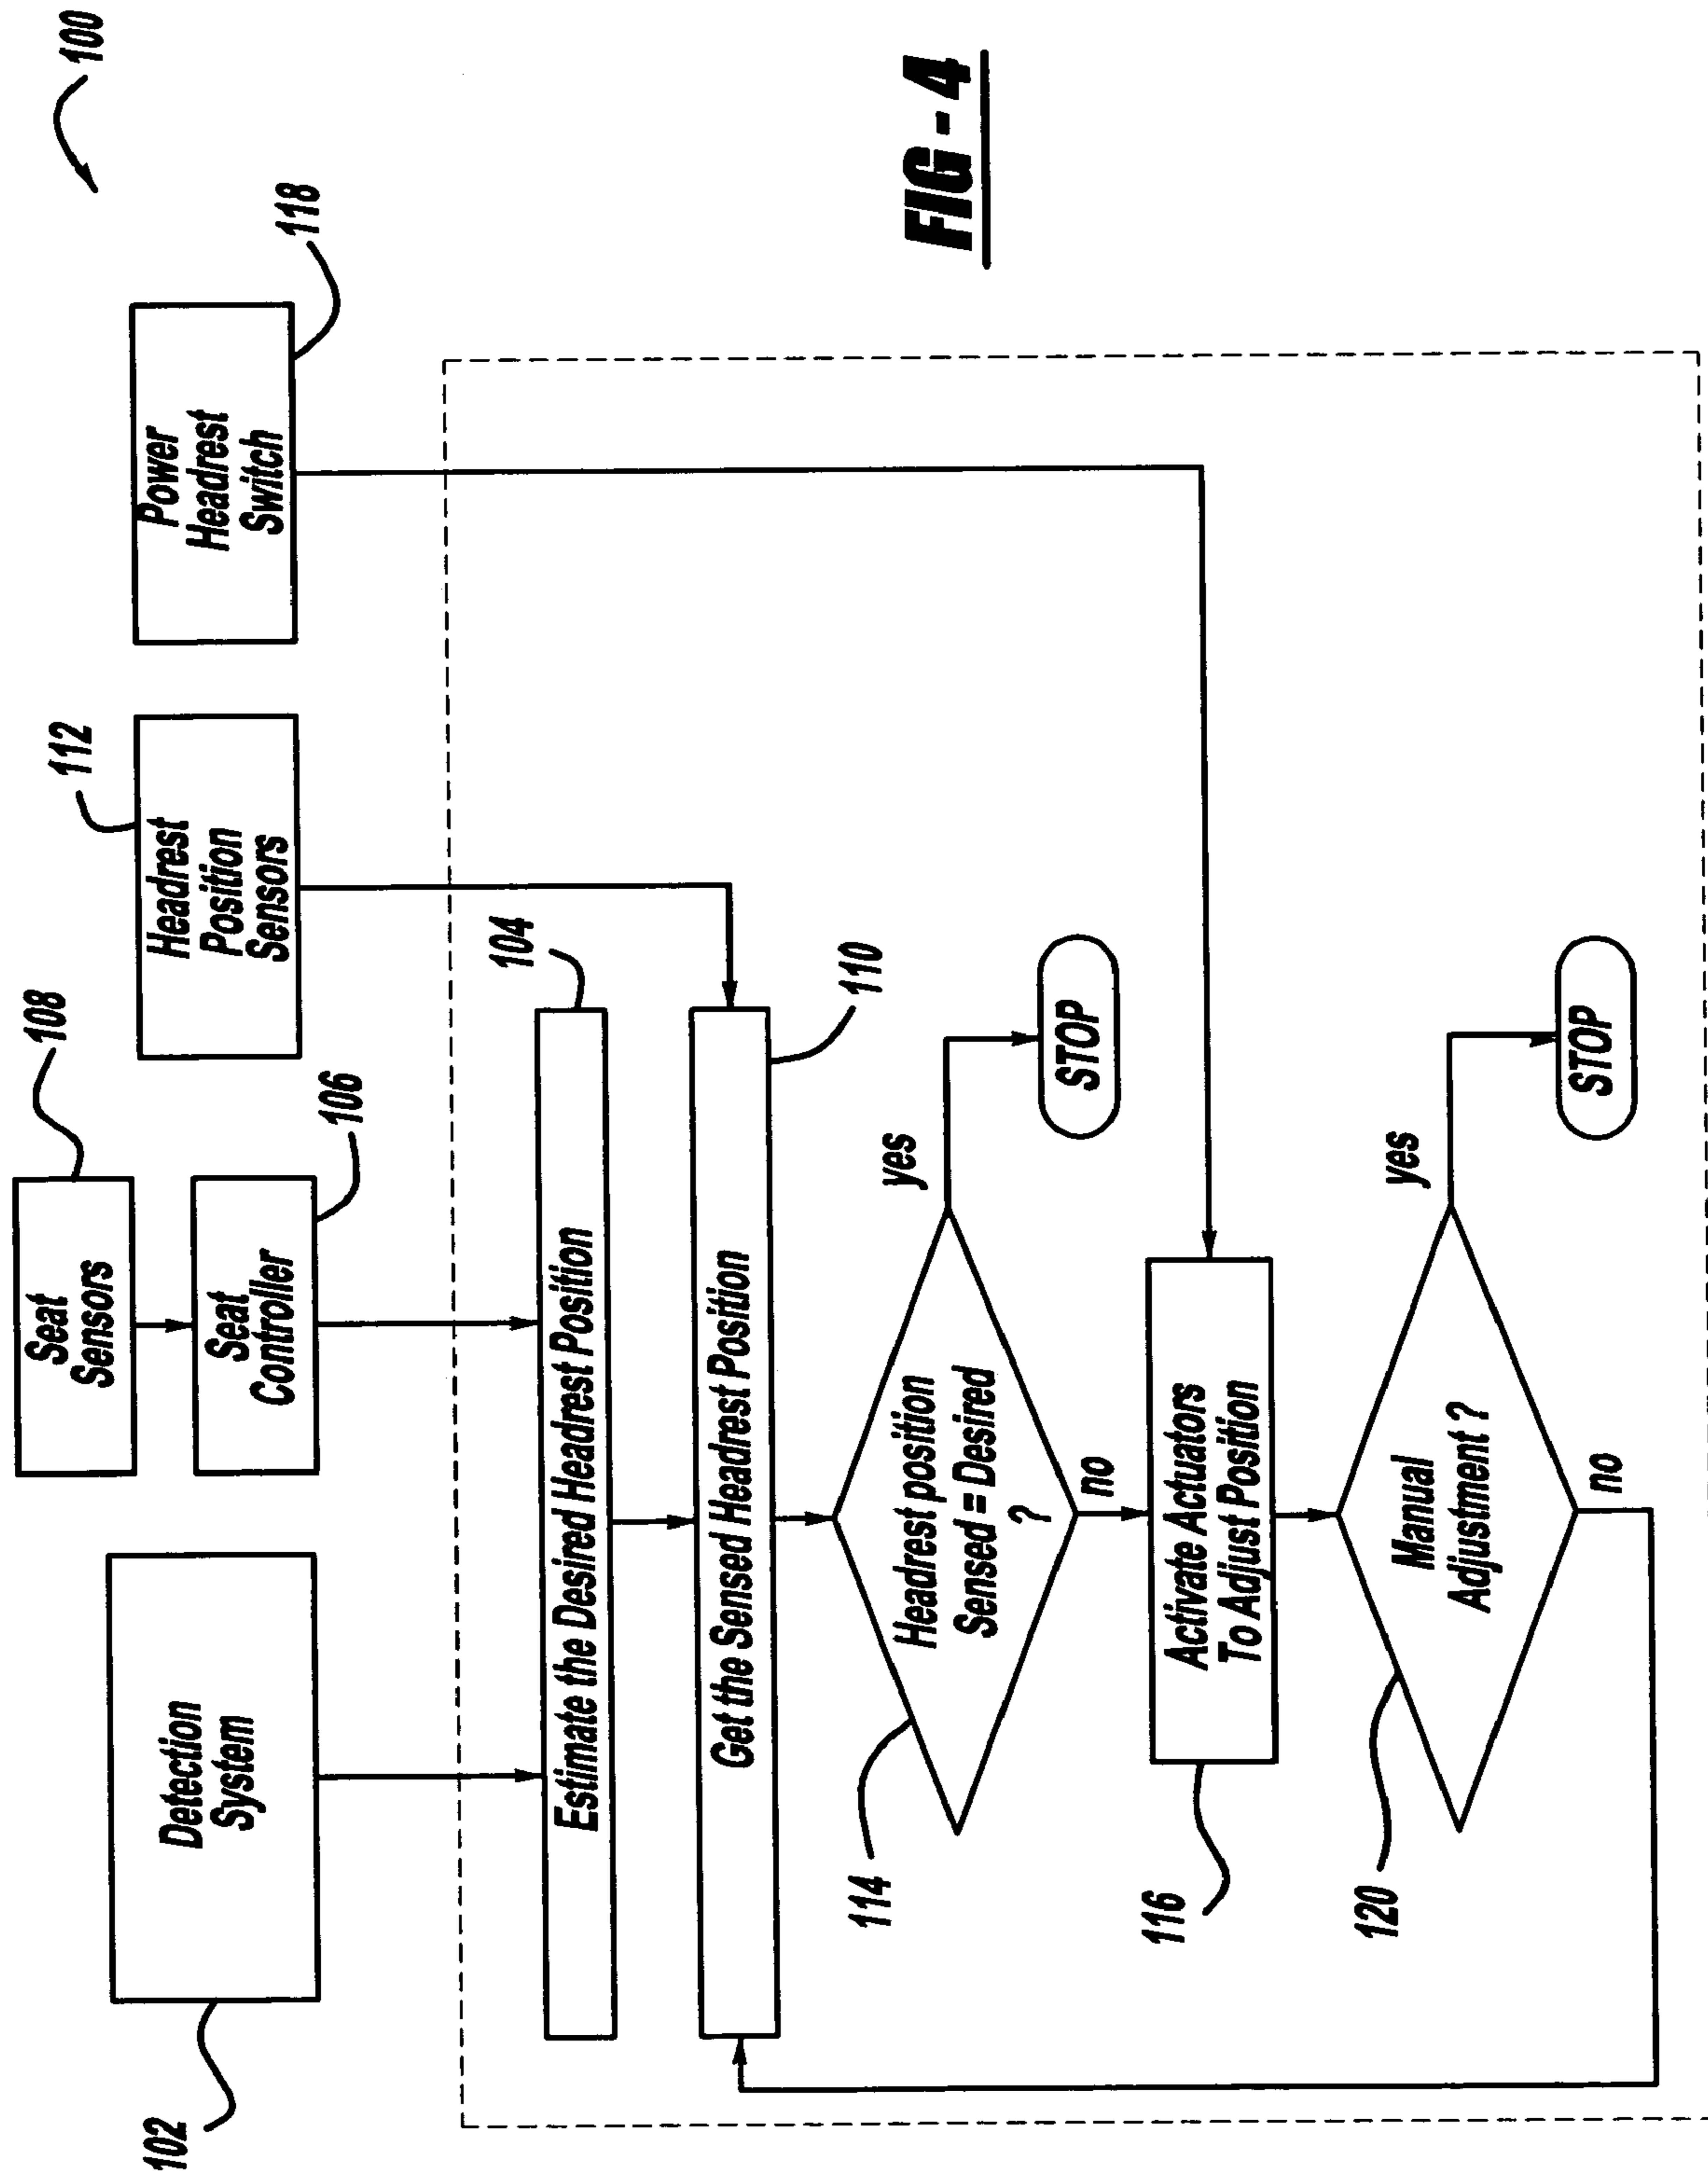 100
108
Seat
Sensors
112
118
102
Detection
System
Seat
Controller
106
Headrest
Position
Sensors
Power
Headrest
Switch
104
Estimate the Desired Headrest Position
Get the Sensed Headrest Position
110
114
Headrest position
Sensed = Desired
?
yes
STOP
no
116
Activate Actuators
To Adjust Position
120
Manual
Adjustment ?
yes
STOP
no
FIG - 4